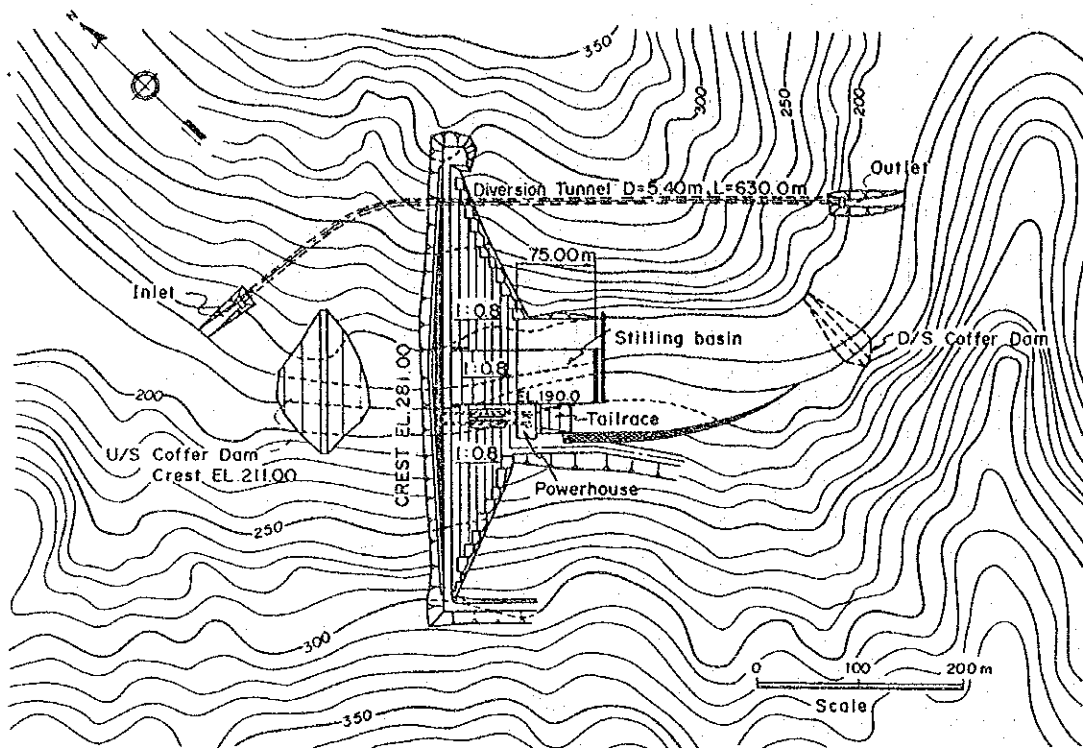 N
350
300
250
200
Outlet
Diversion Tunnel D=5.40m, L=630.0m
75.00m
Inlet
1:0.8
Stilling basin
D/S Coffer Dam
1:0.8
CREST EL.281.00
EL.190.0
200
Tailrace
U/S Coffer Dam
Crest EL.211.00
1:0.8
Powerhouse
250
300
0 100 200 m
Scale
350